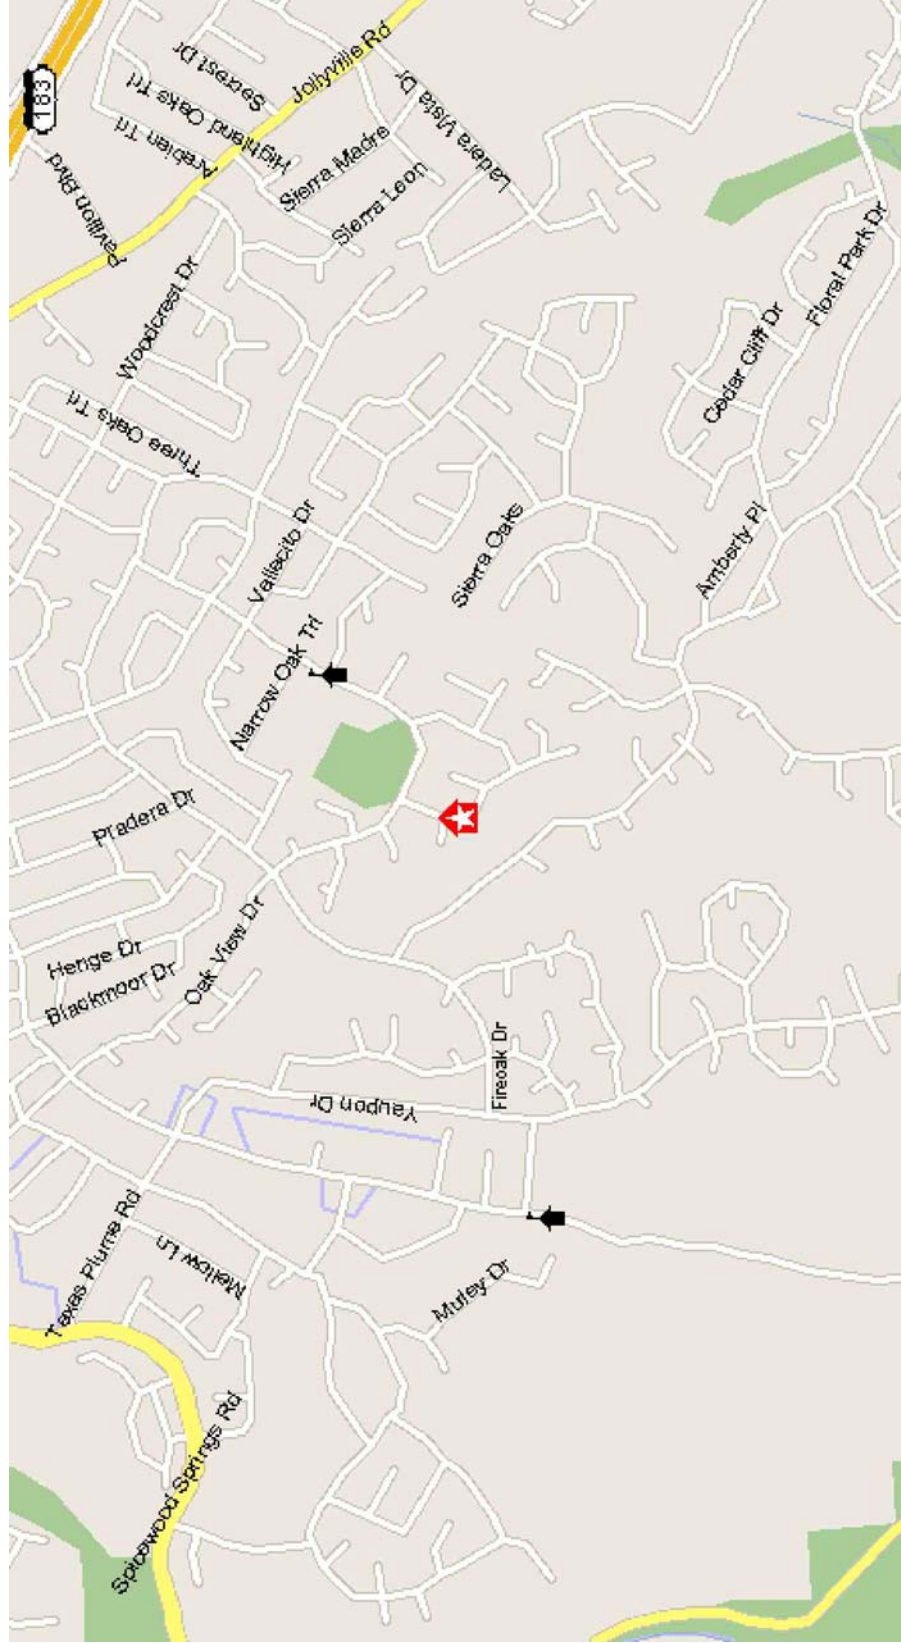 183
Secrest Dr
Jollyville Rd
Highland Oaks Trl
Arabian Trl
Ladera Vista Dr
Sierra Madre
Pavilion Blvd
Sierra Leon
Woodcrest Dr
Floral Park Dr
Cedar Cliff Dr
Three Oaks Trl
Vallecito Dr
Sierra Oaks
Amberly Pl
Narrow Oak Trl
Pradera Dr
Henge Dr
Oak View Dr
Blackmoor Dr
Fireoak Dr
Yaupon Dr
Texas Plume Rd
Mellow Ln
Murley Dr
Spicewood Springs Rd